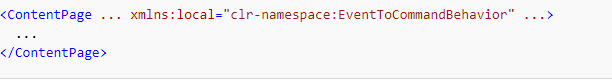 <ContentPage ... xmlns:local="clr-namespace:EventToCommandBehavior" ...>
  ...
</ContentPage>